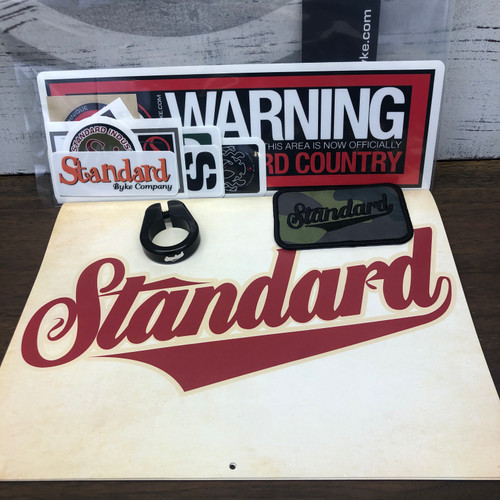 yke.com
WARNING
THIS AREA IS NOW OFFICIALLY
RD COUNTRY
STANDARD INDUS
Standard
Byke Company
S
Standard
Standard